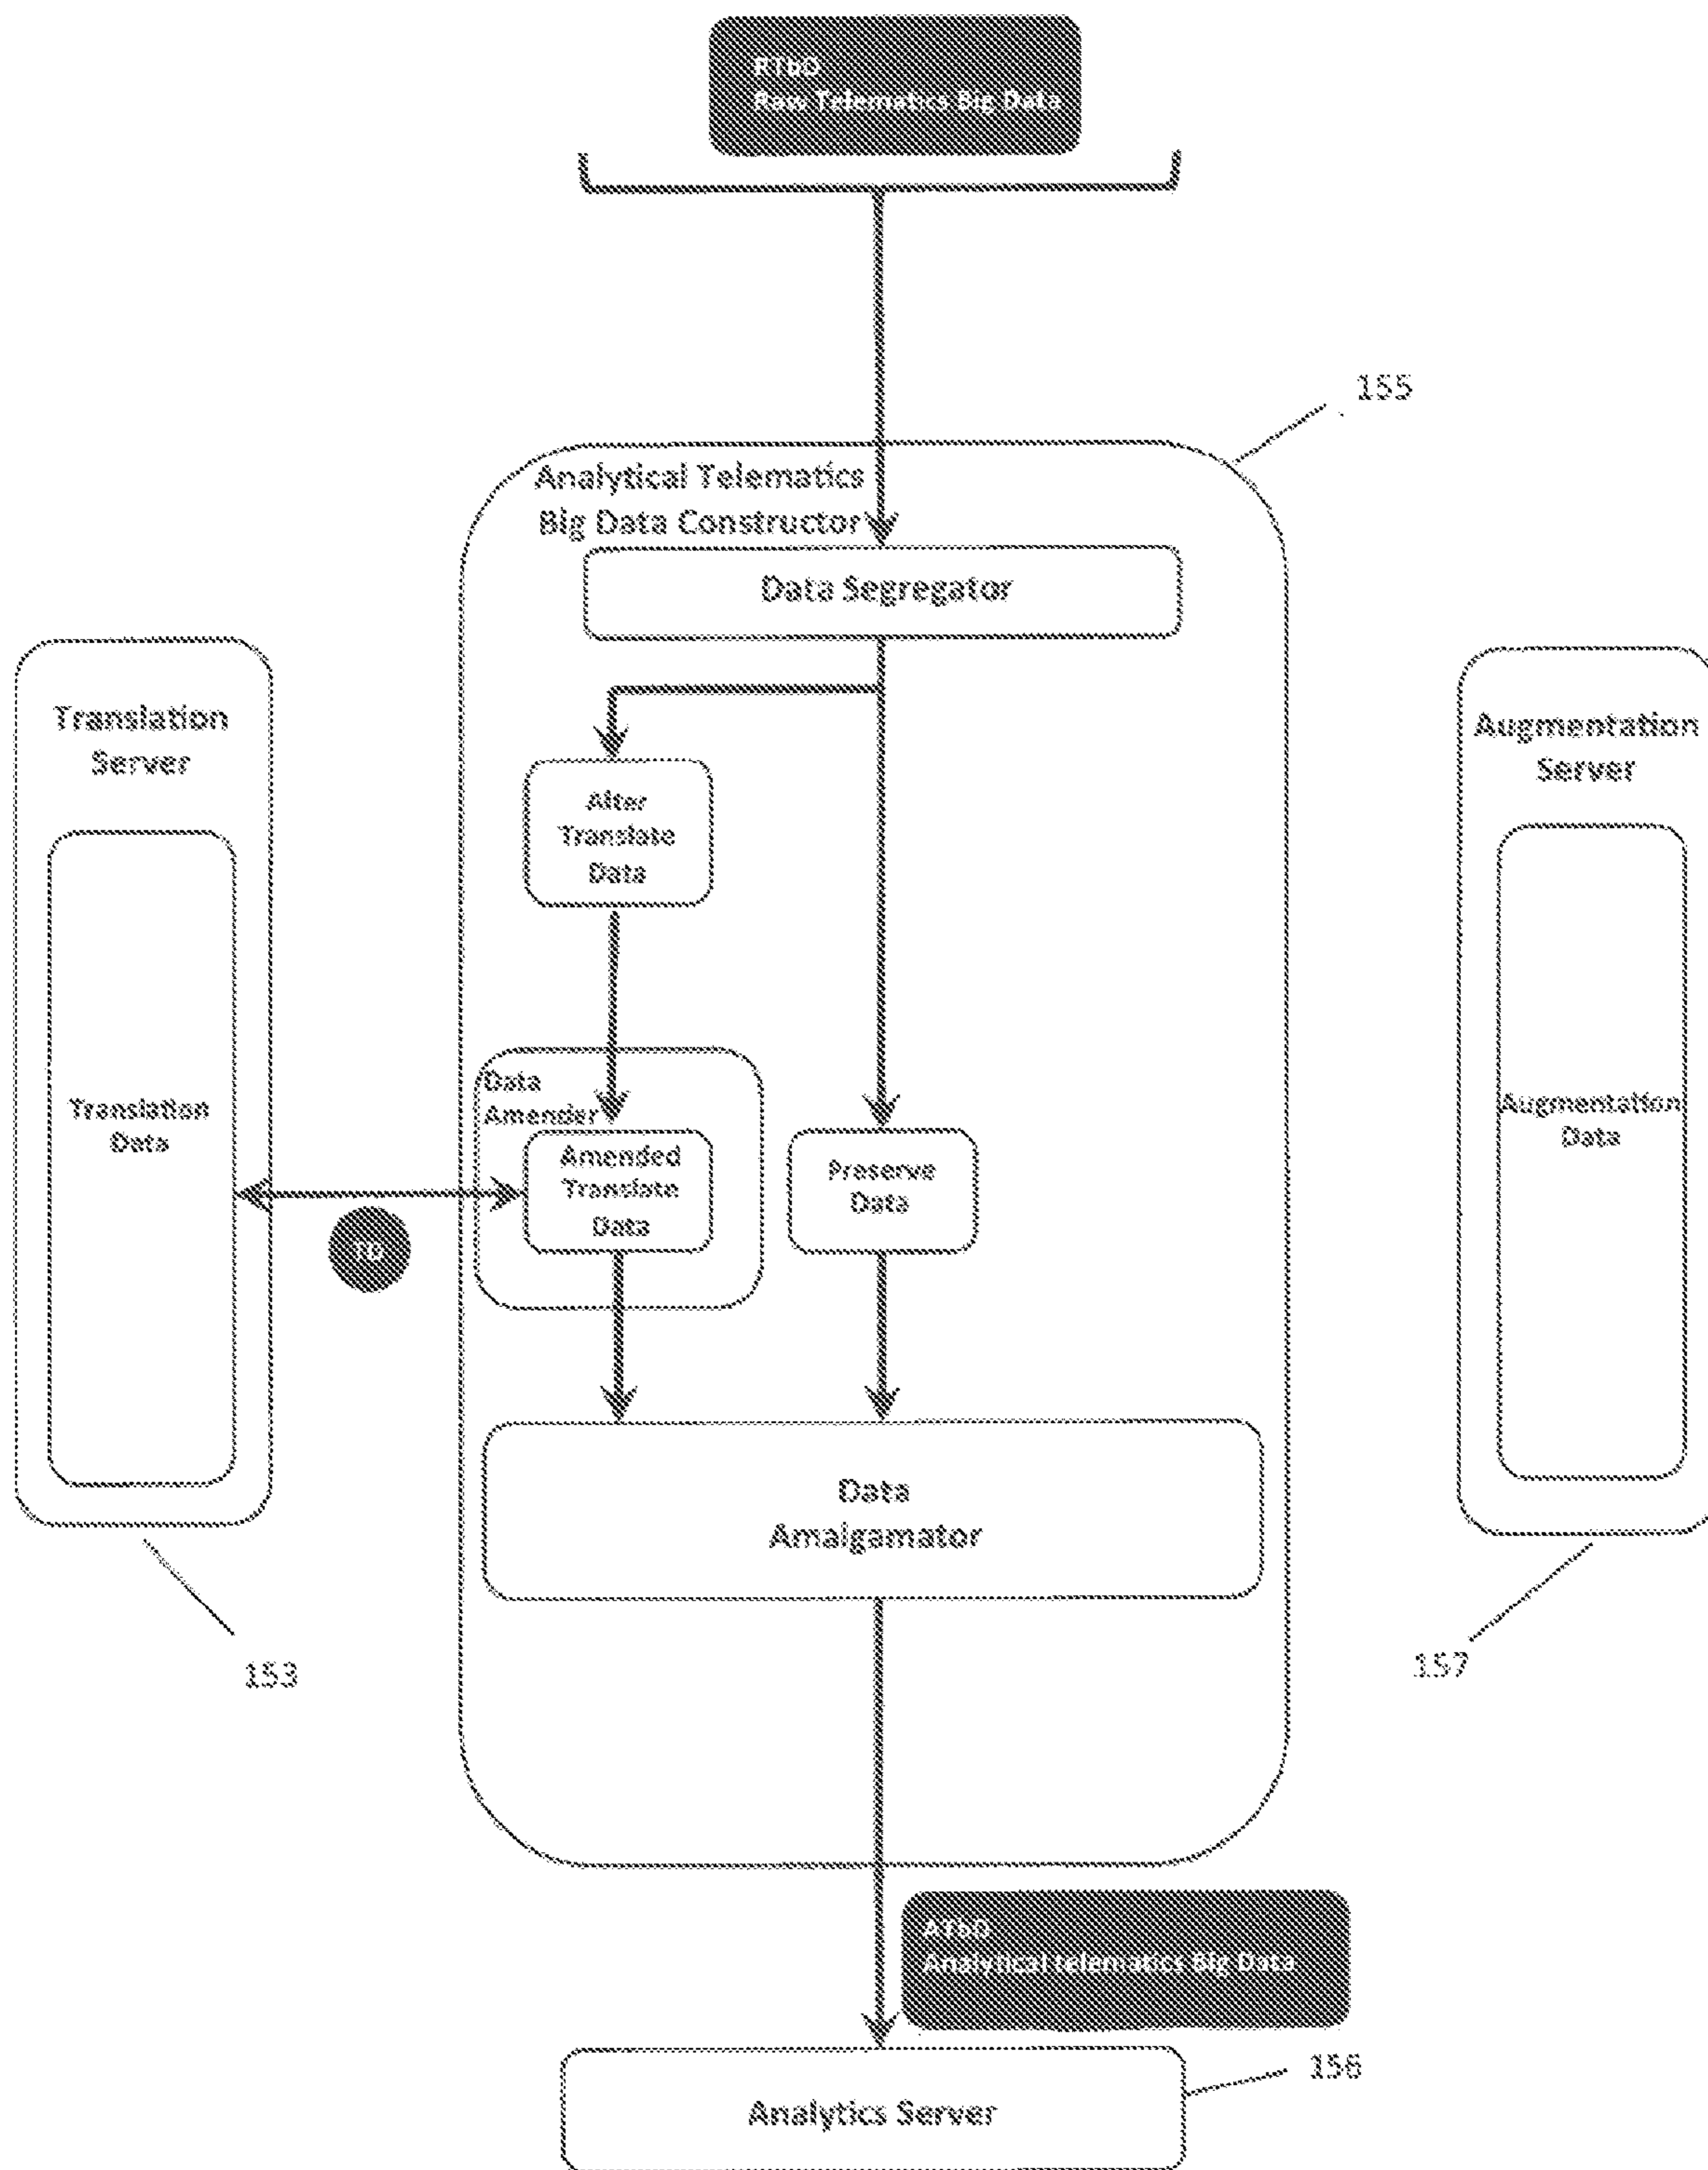 RTbD
Raw Telematics Big Data
155
Analytical Telematics
Big Data Constructor
Data Segregator
Translation
Server
Augmentation
Server
Alter
Translate
Data
Data
Amender
Translation
Data
Augmentation
Data
Amended
Translate
Data
Preserve
Data
TD
Data
Amalgamator
153
157
ATbD
Analytical telematics Big Data
156
Analytics Server